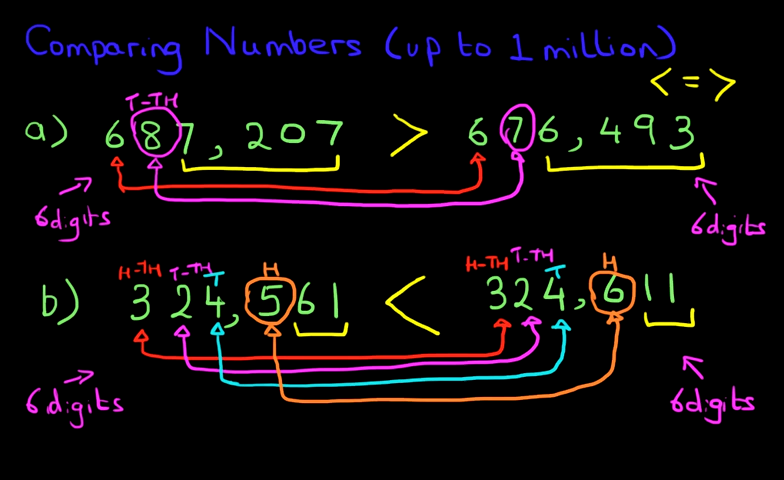 Comparing Numbers (up to 1 million)
< = >
T-TH
a) 687,207 > 676,493
6digits 6digits
H-TH T-TH T H H-TH T-TH T H
b) 324,561 < 324,611
6digits 6digits